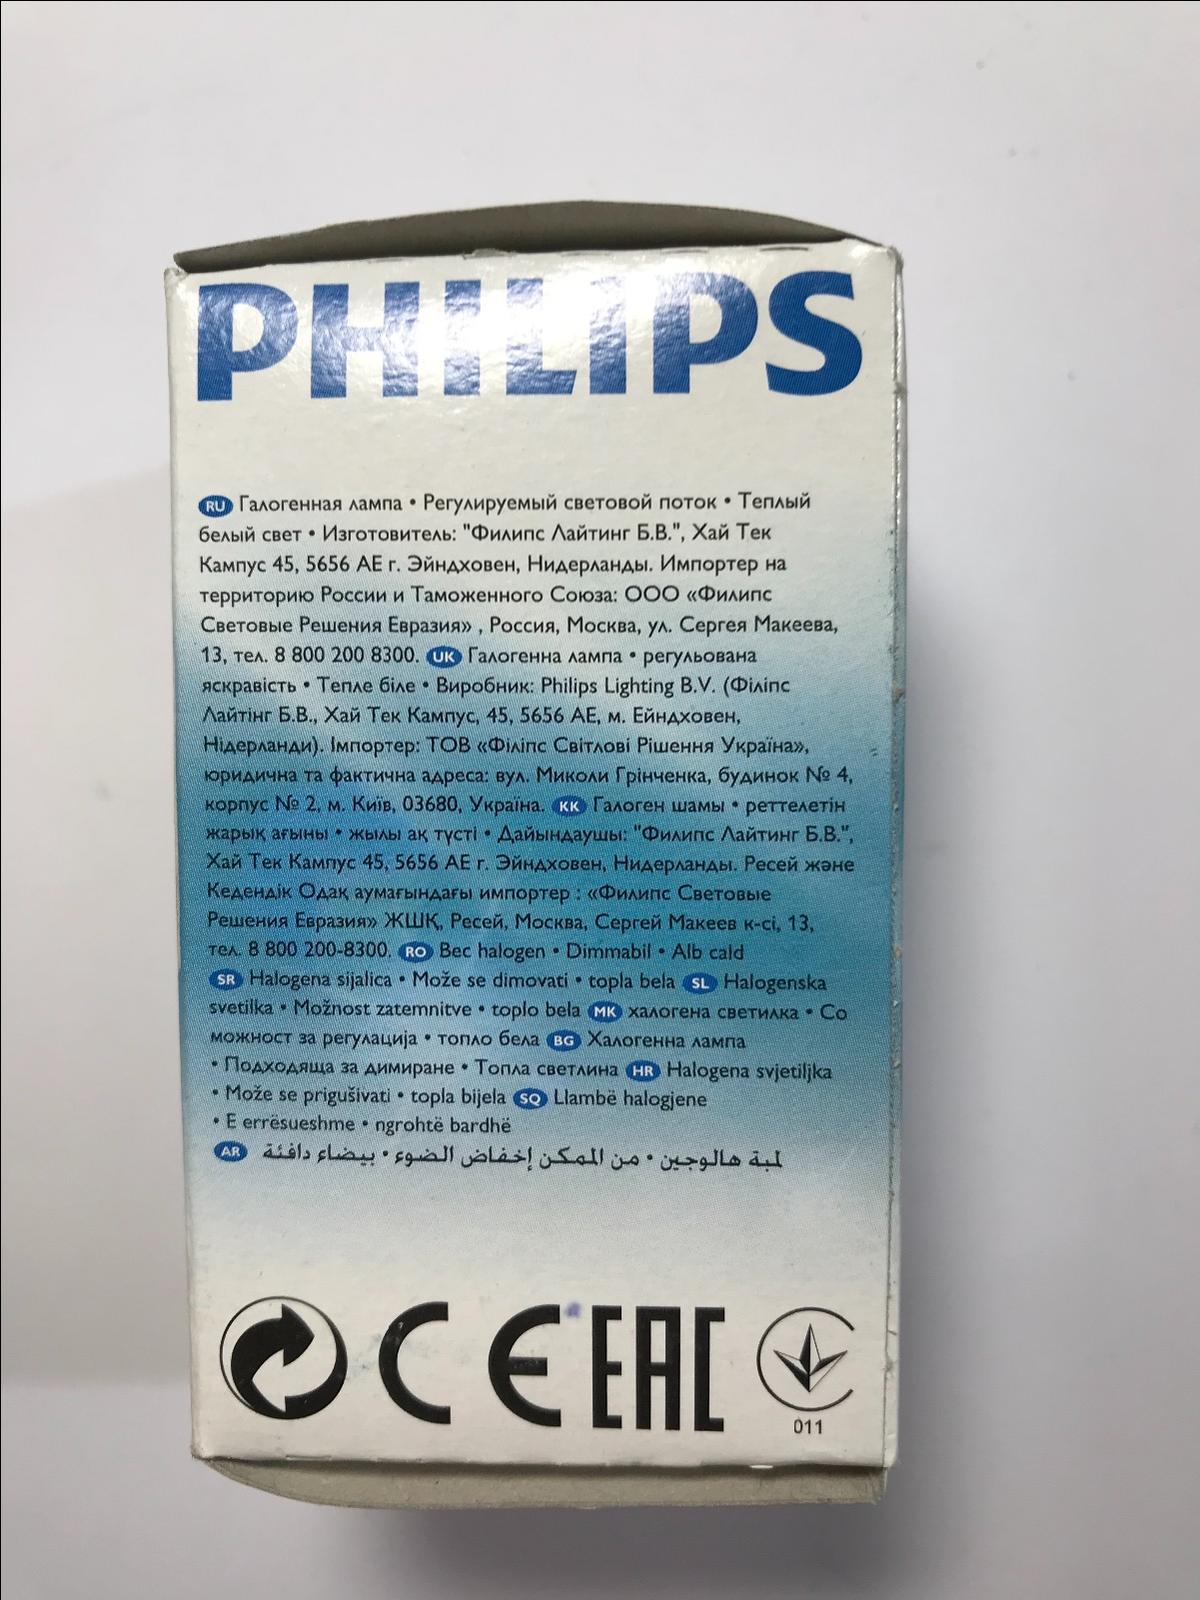 PHILIPS
RU Галогенная лампа • Регулируемый световой поток • Теплый
белый свет • Изготовитель: "Филипс Лайтинг Б.В.", Хай Тек
Кампус 45, 5656 АЕ г. Эйндховен, Нидерланды. Импортер на
территорию России и Таможенного Союза: ООО «Филипс
Световые Решения Евразия» , Россия, Москва, ул. Сергея Макеева,
13, тел. 8 800 200 8300. UK Галогенна лампа • регульована
яскравість • Тепле біле • Виробник: Philips Lighting B.V. (Філіпс
Лайтінг Б.В., Хай Тек Кампус, 45, 5656 АЕ, м. Ейндховен,
Нідерланди). Імпортер: ТОВ «Філіпс Світлові Рішення Україна»,
юридична та фактична адреса: вул. Миколи Грінченка, будинок № 4,
корпус № 2, м. Київ, 03680, Україна. KK Галоген шамы • реттелетін
жарық ағыны • жылы ақ түсті • Дайындаушы: "Филипс Лайтинг Б.В.",
Хай Тек Кампус 45, 5656 АЕ г. Эйндховен, Нидерланды. Ресей және
Кедендік Одақ аумағындағы импортер : «Филипс Световые
Решения Евразия» ЖШҚ, Ресей, Москва, Сергей Макеев к-сі, 13,
тел. 8 800 200-8300. RO Bec halogen • Dimmabil • Alb cald
SR Halogena sijalica • Može se dimovati • topla bela SL Halogenska
svetilka • Možnost zatemnitve • toplo bela MK халогена светилка • Со
можност за регулација • топло бела BG Халогенна лампа
• Подходяща за димиране • Топла светлина HR Halogena svjetiljka
• Može se prigušivati • topla bijela SQ Llambë halogjene
• E errësueshme • ngrohtë bardhë
AR لمبة هالوجين • من الممكن إخفاض الضوء • بيضاء دافئة
CE EAC
011